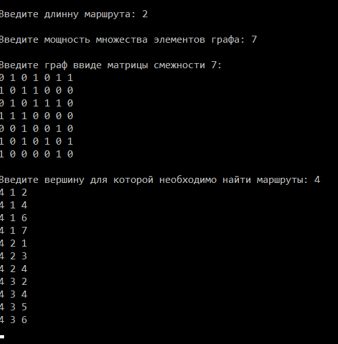 Введите длинну маршрута: 2
Введите мощность множества элементов графа: 7
Введите граф ввиде матрицы смежности 7:
0 1 0 1 0 1 1
1 0 1 1 0 0 0
0 1 0 1 1 1 0
1 1 1 0 0 0 0
0 0 1 0 0 1 0
1 0 1 0 1 0 1
1 0 0 0 0 1 0
Введите вершину для которой необходимо найти маршруты: 4
4 1 2
4 1 4
4 1 6
4 1 7
4 2 1
4 2 3
4 2 4
4 3 2
4 3 4
4 3 5
4 3 6